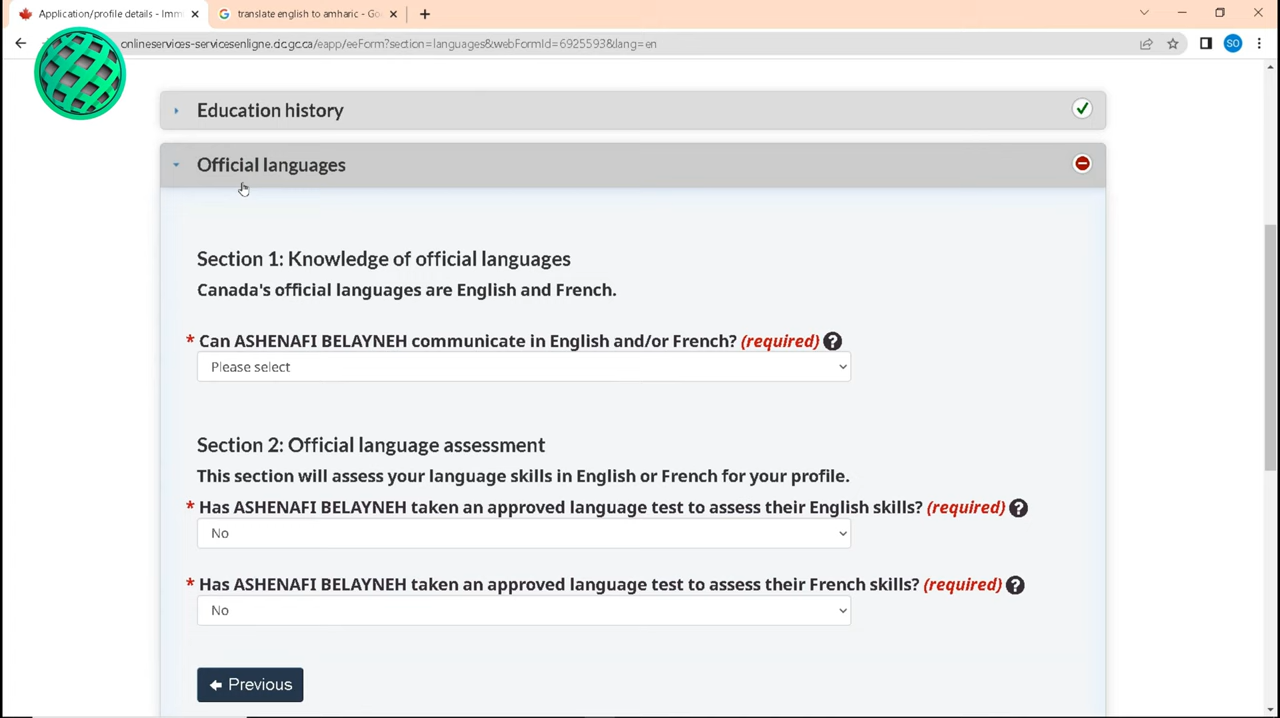 Application/profile details - Imm
translate english to amharic - Go
onlineservices-servicesenligne.cic.gc.ca/eapp/eeForm?section=languages&webFormId=6925593&lang=en
SO
Education history
Official languages
Section 1: Knowledge of official languages
Canada's official languages are English and French.
* Can ASHENAFI BELAYNEH communicate in English and/or French? (required) ?
Please select
Section 2: Official language assessment
This section will assess your language skills in English or French for your profile.
* Has ASHENAFI BELAYNEH taken an approved language test to assess their English skills? (required) ?
No
* Has ASHENAFI BELAYNEH taken an approved language test to assess their French skills? (required) ?
No
Previous